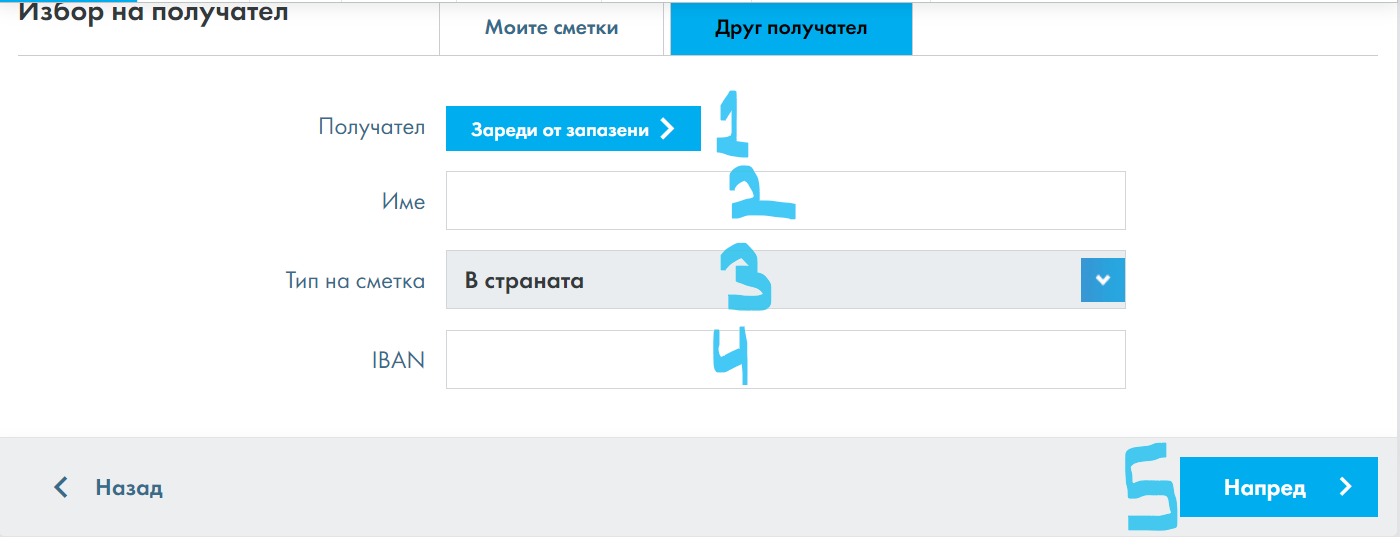 Избор на получател
Моите сметки
Друг получател
Получател
Зареди от запазени
1
Име
2
Тип на сметка
В страната
3
IBAN
4
Назад
5
Напред